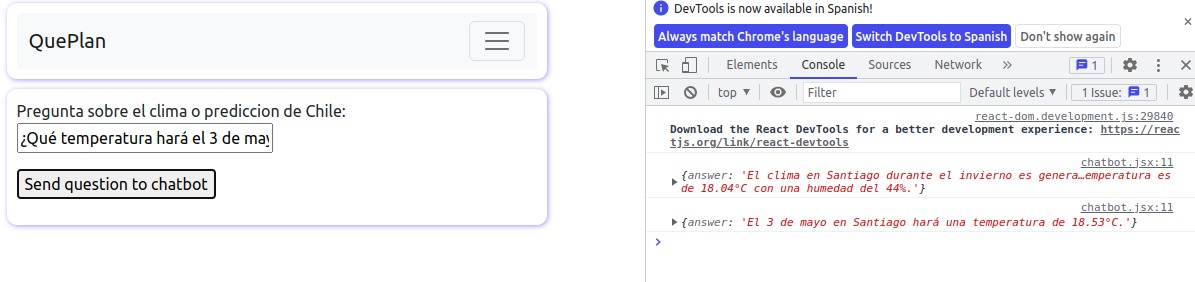 QuePlan
Pregunta sobre el clima o prediccion de Chile:
¿Qué temperatura hará el 3 de may
Send question to chatbot
DevTools is now available in Spanish!
Always match Chrome's language Switch DevTools to Spanish Don't show again
Elements Console Sources Network » 1
top Filter Default levels 1 Issue: 1
react-dom.development.js:29840
Download the React DevTools for a better development experience: https://reac
tjs.org/link/react-devtools
chatbot.jsx:11
{answer: 'El clima en Santiago durante el invierno es genera…emperatura es
de 18.04°C con una humedad del 44%.'}
chatbot.jsx:11
{answer: 'El 3 de mayo en Santiago hará una temperatura de 18.53°C.'}